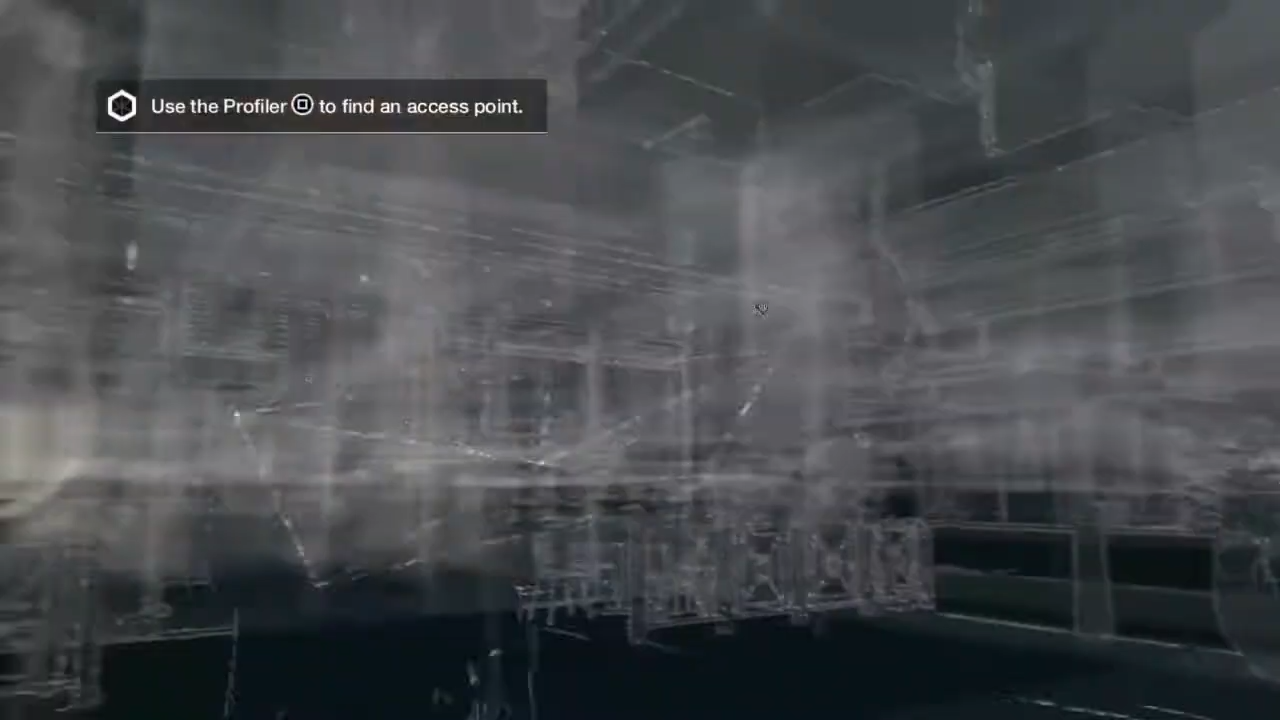 Use the Profiler to find an access point.